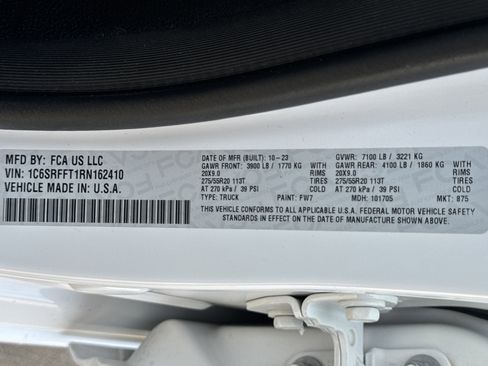 MFD BY: FCA US LLC
VIN: 1C6SRFFT1RN162410
VEHICLE MADE IN U.S.A.
DATE OF MFR (BUILT): 10-23 GVWR: 7100 LB / 3221 KG
GAWR FRONT: 3900 LB / 1770 KG WITH GAWR REAR: 4100 LB / 1860 KG WITH
20X9.0 RIMS 20X9.0 RIMS
275/55R20 113T TIRES 275/55R20 113T TIRES
AT 270 kPa / 39 PSI COLD AT 270 kPa / 39 PSI COLD
TYPE: TRUCK PAINT: PW7 MDH: 101705 MKT: 875
THIS VEHICLE CONFORMS TO ALL APPLICABLE U.S.A. FEDERAL MOTOR VEHICLE SAFETY
STANDARDS IN EFFECT ON THE DATE OF MANUFACTURE SHOWN ABOVE.